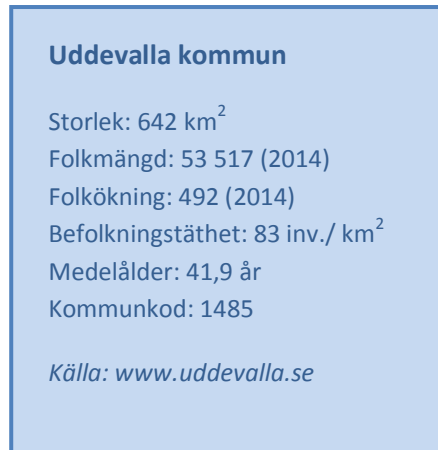 Uddevalla kommun
Storlek: 642 km²
Folkmängd: 53 517 (2014)
Folkökning: 492 (2014)
Befolkningstäthet: 83 inv./ km²
Medelålder: 41,9 år
Kommunkod: 1485
Källa: www.uddevalla.se